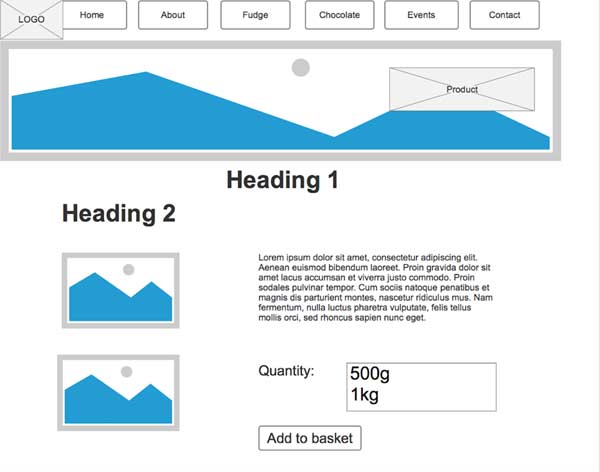 LOGO
Home
About
Fudge
Chocolate
Events
Contact
Product
Heading 1
Heading 2
Lorem ipsum dolor sit amet, consectetur adipiscing elit.
Aenean euismod bibendum laoreet. Proin gravida dolor sit
amet lacus accumsan et viverra justo commodo. Proin
sodales pulvinar tempor. Cum sociis natoque penatibus et
magnis dis parturient montes, nascetur ridiculus mus. Nam
fermentum, nulla luctus pharetra vulputate, felis tellus
mollis orci, sed rhoncus sapien nunc eget.
Quantity:
500g
1kg
Add to basket